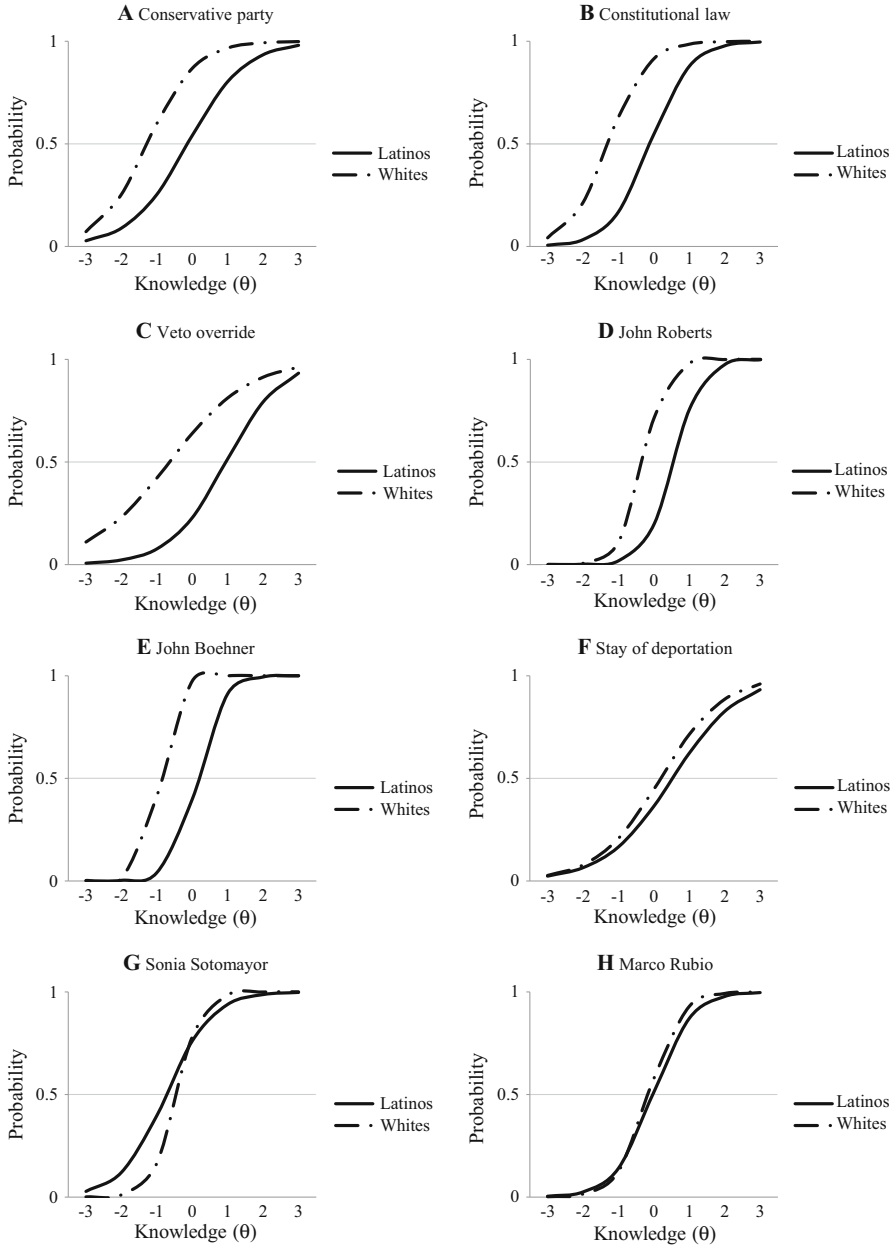 A Conservative party
1
0.5
0
Probability
-3 -2 -1 0 1 2 3
Knowledge (θ)
Latinos
Whites
B Constitutional law
1
0.5
0
Probability
-3 -2 -1 0 1 2 3
Knowledge (θ)
Latinos
Whites
C Veto override
1
0.5
0
Probability
-3 -2 -1 0 1 2 3
Knowledge (θ)
Latinos
Whites
D John Roberts
1
0.5
0
Probability
-3 -2 -1 0 1 2 3
Knowledge (θ)
Latinos
Whites
E John Boehner
1
0.5
0
Probability
-3 -2 -1 0 1 2 3
Knowledge (θ)
Latinos
Whites
F Stay of deportation
1
0.5
0
Probability
-3 -2 -1 0 1 2 3
Knowledge (θ)
Latinos
Whites
G Sonia Sotomayor
1
0.5
0
Probability
-3 -2 -1 0 1 2 3
Knowledge (θ)
Latinos
Whites
H Marco Rubio
1
0.5
0
Probability
-3 -2 -1 0 1 2 3
Knowledge (θ)
Latinos
Whites